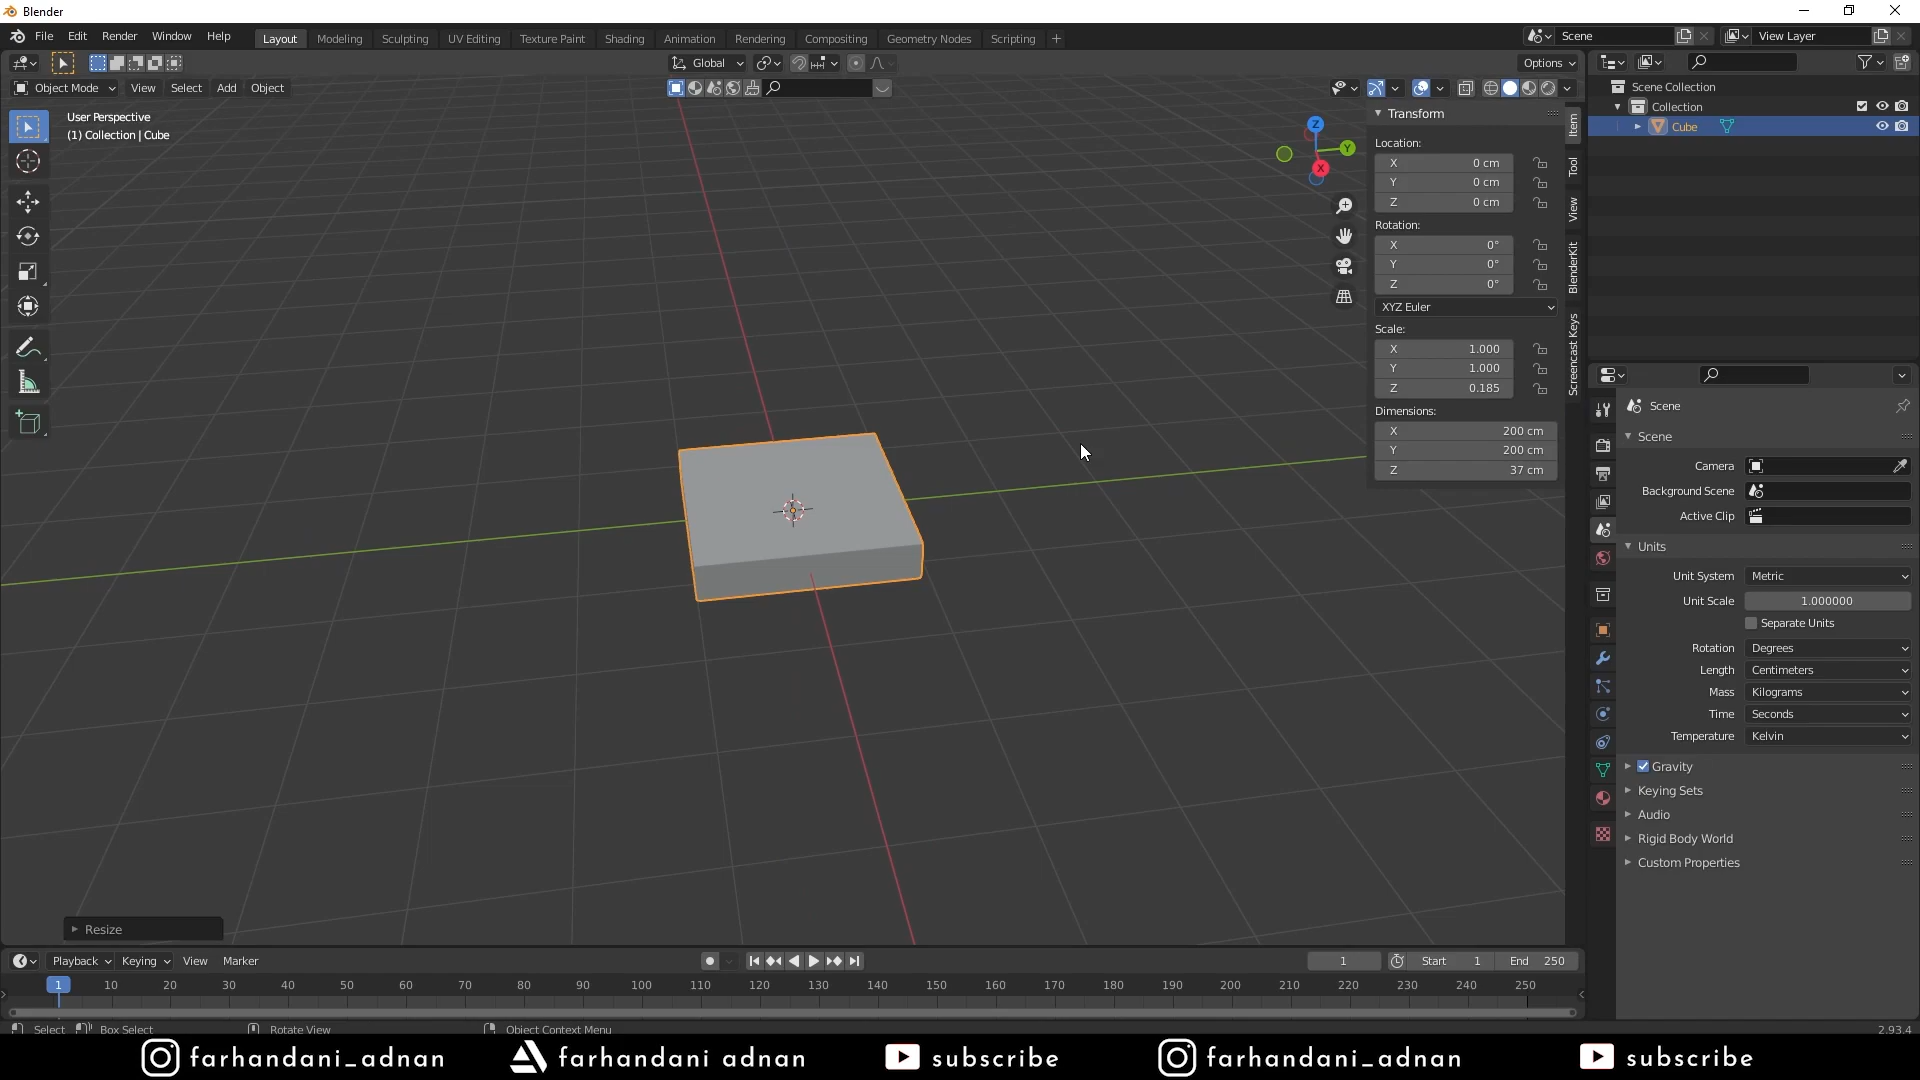 Blender
File Edit Render Window Help
Layout Modeling Sculpting UV Editing Texture Paint Shading Animation Rendering Compositing Geometry Nodes Scripting +
Scene
View Layer
Global
Options
Object Mode View Select Add Object
User Perspective
(1) Collection | Cube
Z
Y
X
Transform
Location:
X 0 cm
Y 0 cm
Z 0 cm
Rotation:
X 0°
Y 0°
Z 0°
XYZ Euler
Scale:
X 1.000
Y 1.000
Z 0.185
Dimensions:
X 200 cm
Y 200 cm
Z 37 cm
Item
Tool
View
BlenderKit
Screencast Keys
Scene Collection
Collection
Cube
Scene
Scene
Camera
Background Scene
Active Clip
Units
Unit System Metric
Unit Scale 1.000000
Separate Units
Rotation Degrees
Length Centimeters
Mass Kilograms
Time Seconds
Temperature Kelvin
Gravity
Keying Sets
Audio
Rigid Body World
Custom Properties
Resize
Playback Keying View Marker
1
Start 1
End 250
1 10 20 30 40 50 60 70 80 90 100 110 120 130 140 150 160 170 180 190 200 210 220 230 240 250
Select Box Select Rotate View Object Context Menu 2.93.4
farhandani_adnan farhandani adnan subscribe farhandani_adnan subscribe